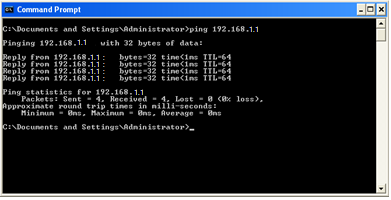 Command Prompt
C:\Documents and Settings\Administrator>ping 192.168.1.1
Pinging 192.168.1.1 with 32 bytes of data:
Reply from 192.168.1.1: bytes=32 time<1ms TTL=64
Reply from 192.168.1.1: bytes=32 time<1ms TTL=64
Reply from 192.168.1.1: bytes=32 time<1ms TTL=64
Reply from 192.168.1.1: bytes=32 time<1ms TTL=64
Ping statistics for 192.168.1.1
Packets: Sent = 4, Received = 4, Lost = 0 (0% loss),
Approximate round trip times in milli-seconds:
Minimum = 0ms, Maximum = 0ms, Average = 0ms
C:\Documents and Settings\Administrator>_